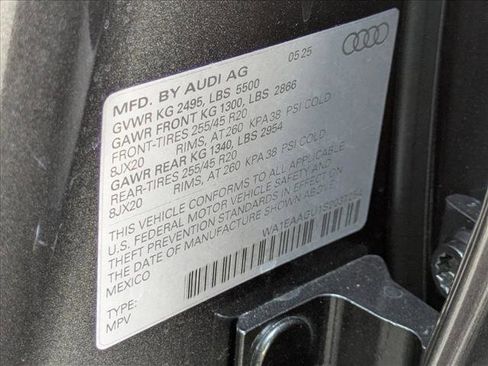 05 25
MFD. BY AUDI AG
GVWR KG 2495, LBS 5500
GAWR FRONT KG 1300, LBS 2866
FRONT-TIRES 255/45 R20
8JX20 RIMS, AT 260 KPA 38 PSI COLD
GAWR REAR KG 1340, LBS 2954
REAR-TIRES 255/45 R20
8JX20 RIMS, AT 260 KPA 38 PSI COLD
THIS VEHICLE CONFORMS TO ALL APPLICABLE
U.S. FEDERAL MOTOR VEHICLE SAFETY AND
THEFT PREVENTION STANDARDS IN EFFECT ON
THE DATE OF MANUFACTURE SHOWN ABOVE
MEXICO
TYPE:
MPV